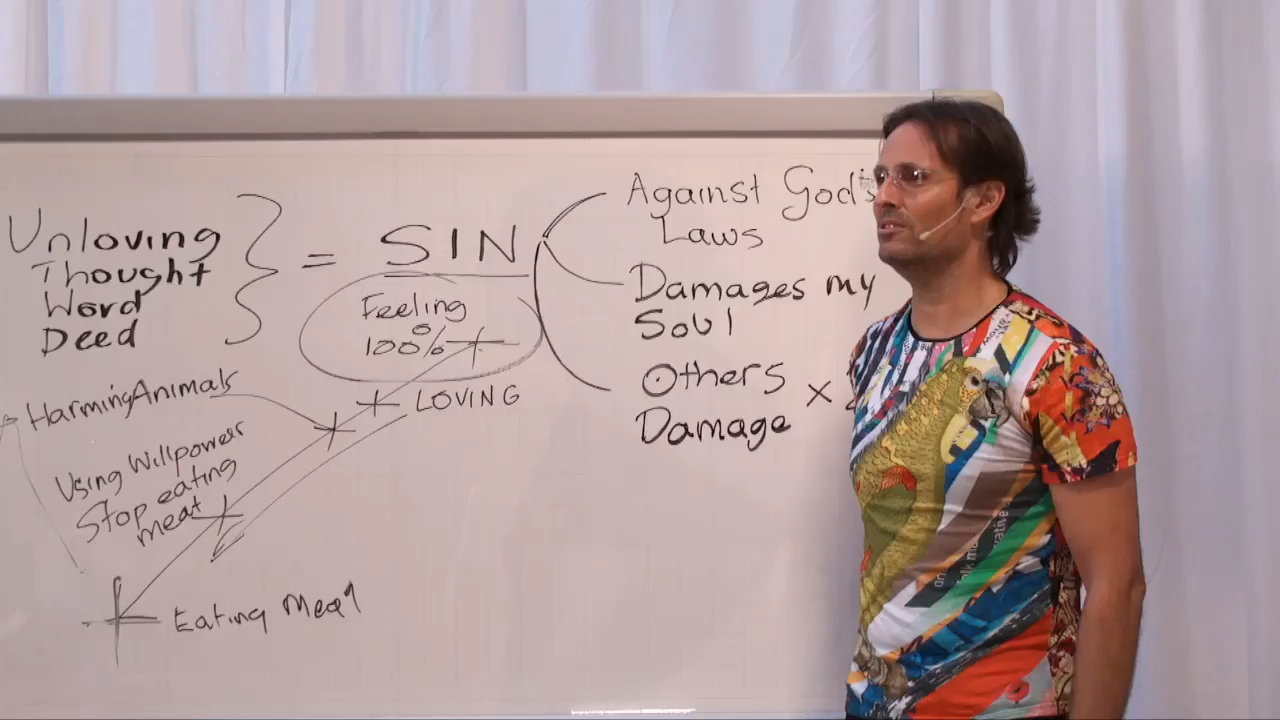 Unloving
Thought
Word
Deed
= SIN
Feeling
100%
LOVING
Against God's
Laws
Damages my
Soul
Others ×
Damage
Harming Animals
Using Willpower
Stop eating
meat
Eating Meat